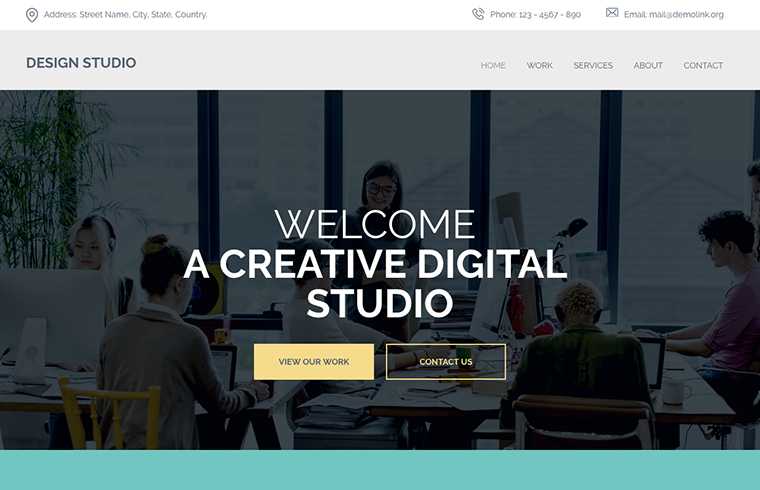 Address: Street Name, City, State, Country.
Phone: 123 - 4567 - 890
Email: mail@demolink.org
DESIGN STUDIO
HOME WORK SERVICES ABOUT CONTACT
WELCOME
A CREATIVE DIGITAL
STUDIO
VIEW OUR WORK
CONTACT US